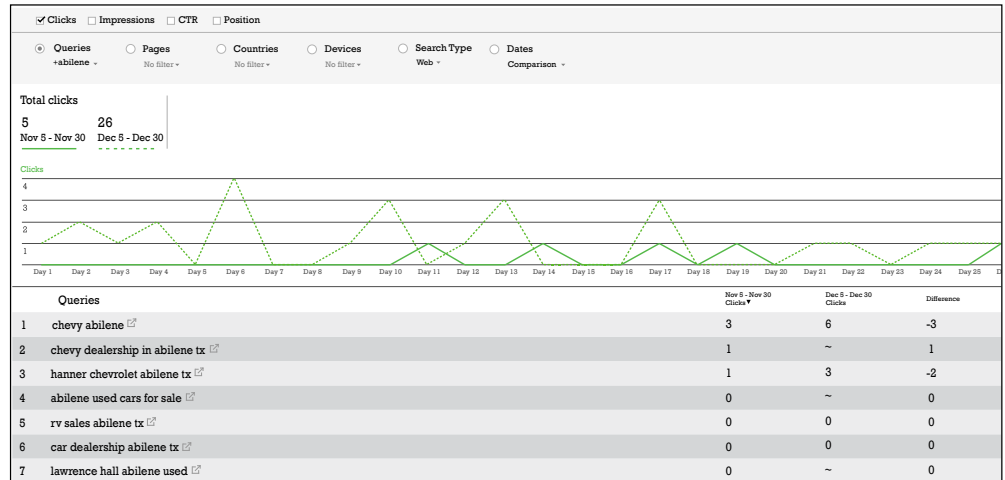 Clicks Impressions CTR Position
Queries Pages Countries Devices Search Type Dates
+abilene No filter No filter No filter Web Comparison
Total clicks
5 26
Nov 5 - Nov 30 Dec 5 - Dec 30
Clicks
4
3
2
1
Day 1 Day 2 Day 3 Day 4 Day 5 Day 6 Day 7 Day 8 Day 9 Day 10 Day 11 Day 12 Day 13 Day 14 Day 15 Day 16 Day 17 Day 18 Day 19 Day 20 Day 21 Day 22 Day 23 Day 24 Day 25 D
Queries Nov 5 - Nov 30 Dec 5 - Dec 30 Difference
Clicks▼ Clicks
1 chevy abilene 3 6 -3
2 chevy dealership in abilene tx 1 ~ 1
3 hanner chevrolet abilene tx 1 3 -2
4 abilene used cars for sale 0 ~ 0
5 rv sales abilene tx 0 0 0
6 car dealership abilene tx 0 0 0
7 lawrence hall abilene used 0 ~ 0